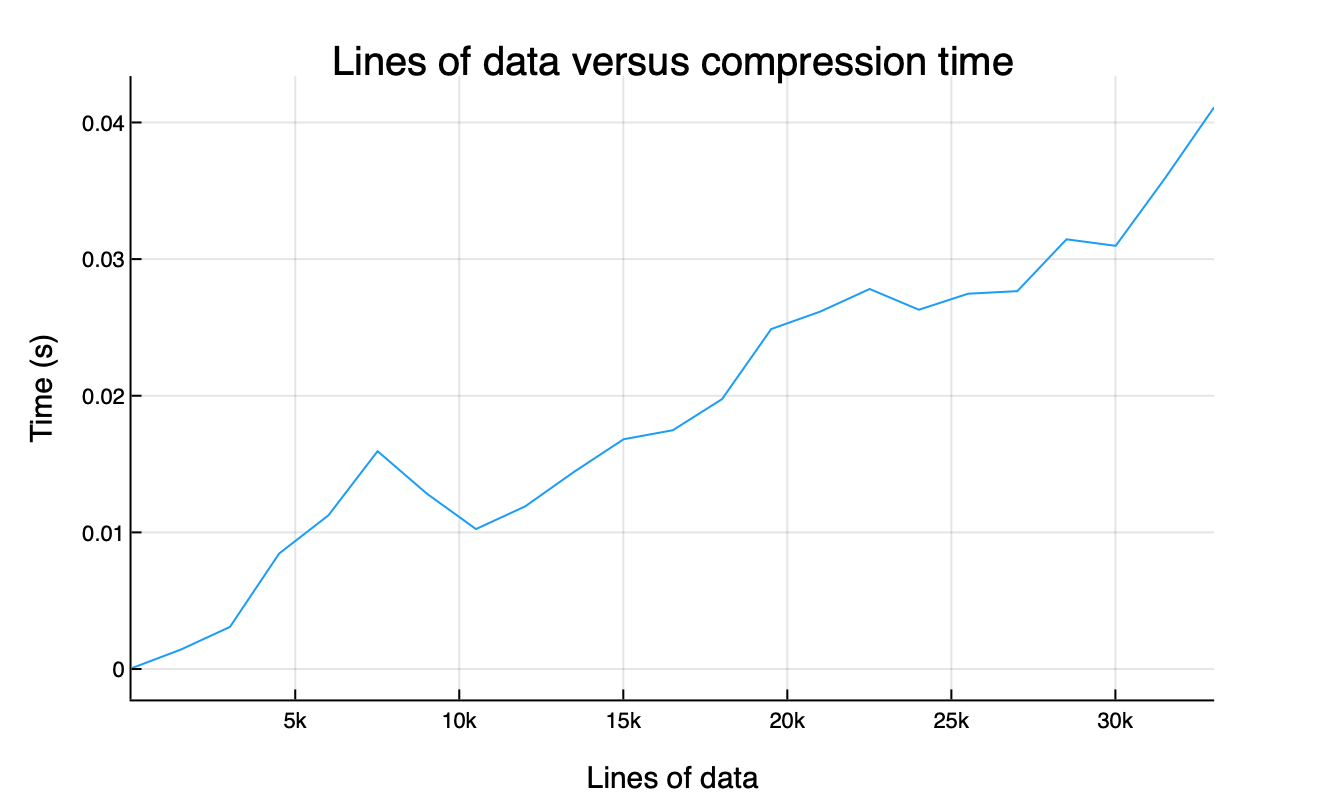 Lines of data versus compression time
0.04
0.03
0.02
0.01
0
Time (s)
5k
10k
15k
20k
25k
30k
Lines of data